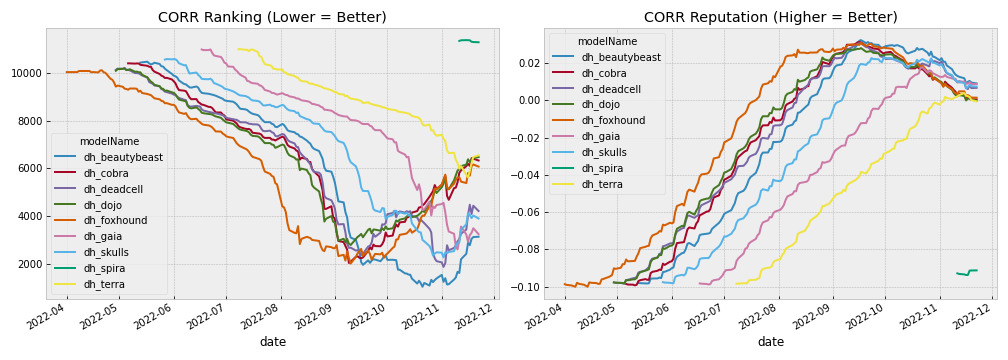 CORR Ranking (Lower = Better)
10000
8000
6000
4000
2000
modelName
dh_beautybeast
dh_cobra
dh_deadcell
dh_dojo
dh_foxhound
dh_gaia
dh_skulls
dh_spira
dh_terra
2022-04
2022-05
2022-06
2022-07
2022-08
2022-09
2022-10
2022-11
2022-12
date
CORR Reputation (Higher = Better)
0.02
0.00
−0.02
−0.04
−0.06
−0.08
−0.10
modelName
dh_beautybeast
dh_cobra
dh_deadcell
dh_dojo
dh_foxhound
dh_gaia
dh_skulls
dh_spira
dh_terra
2022-04
2022-05
2022-06
2022-07
2022-08
2022-09
2022-10
2022-11
2022-12
date